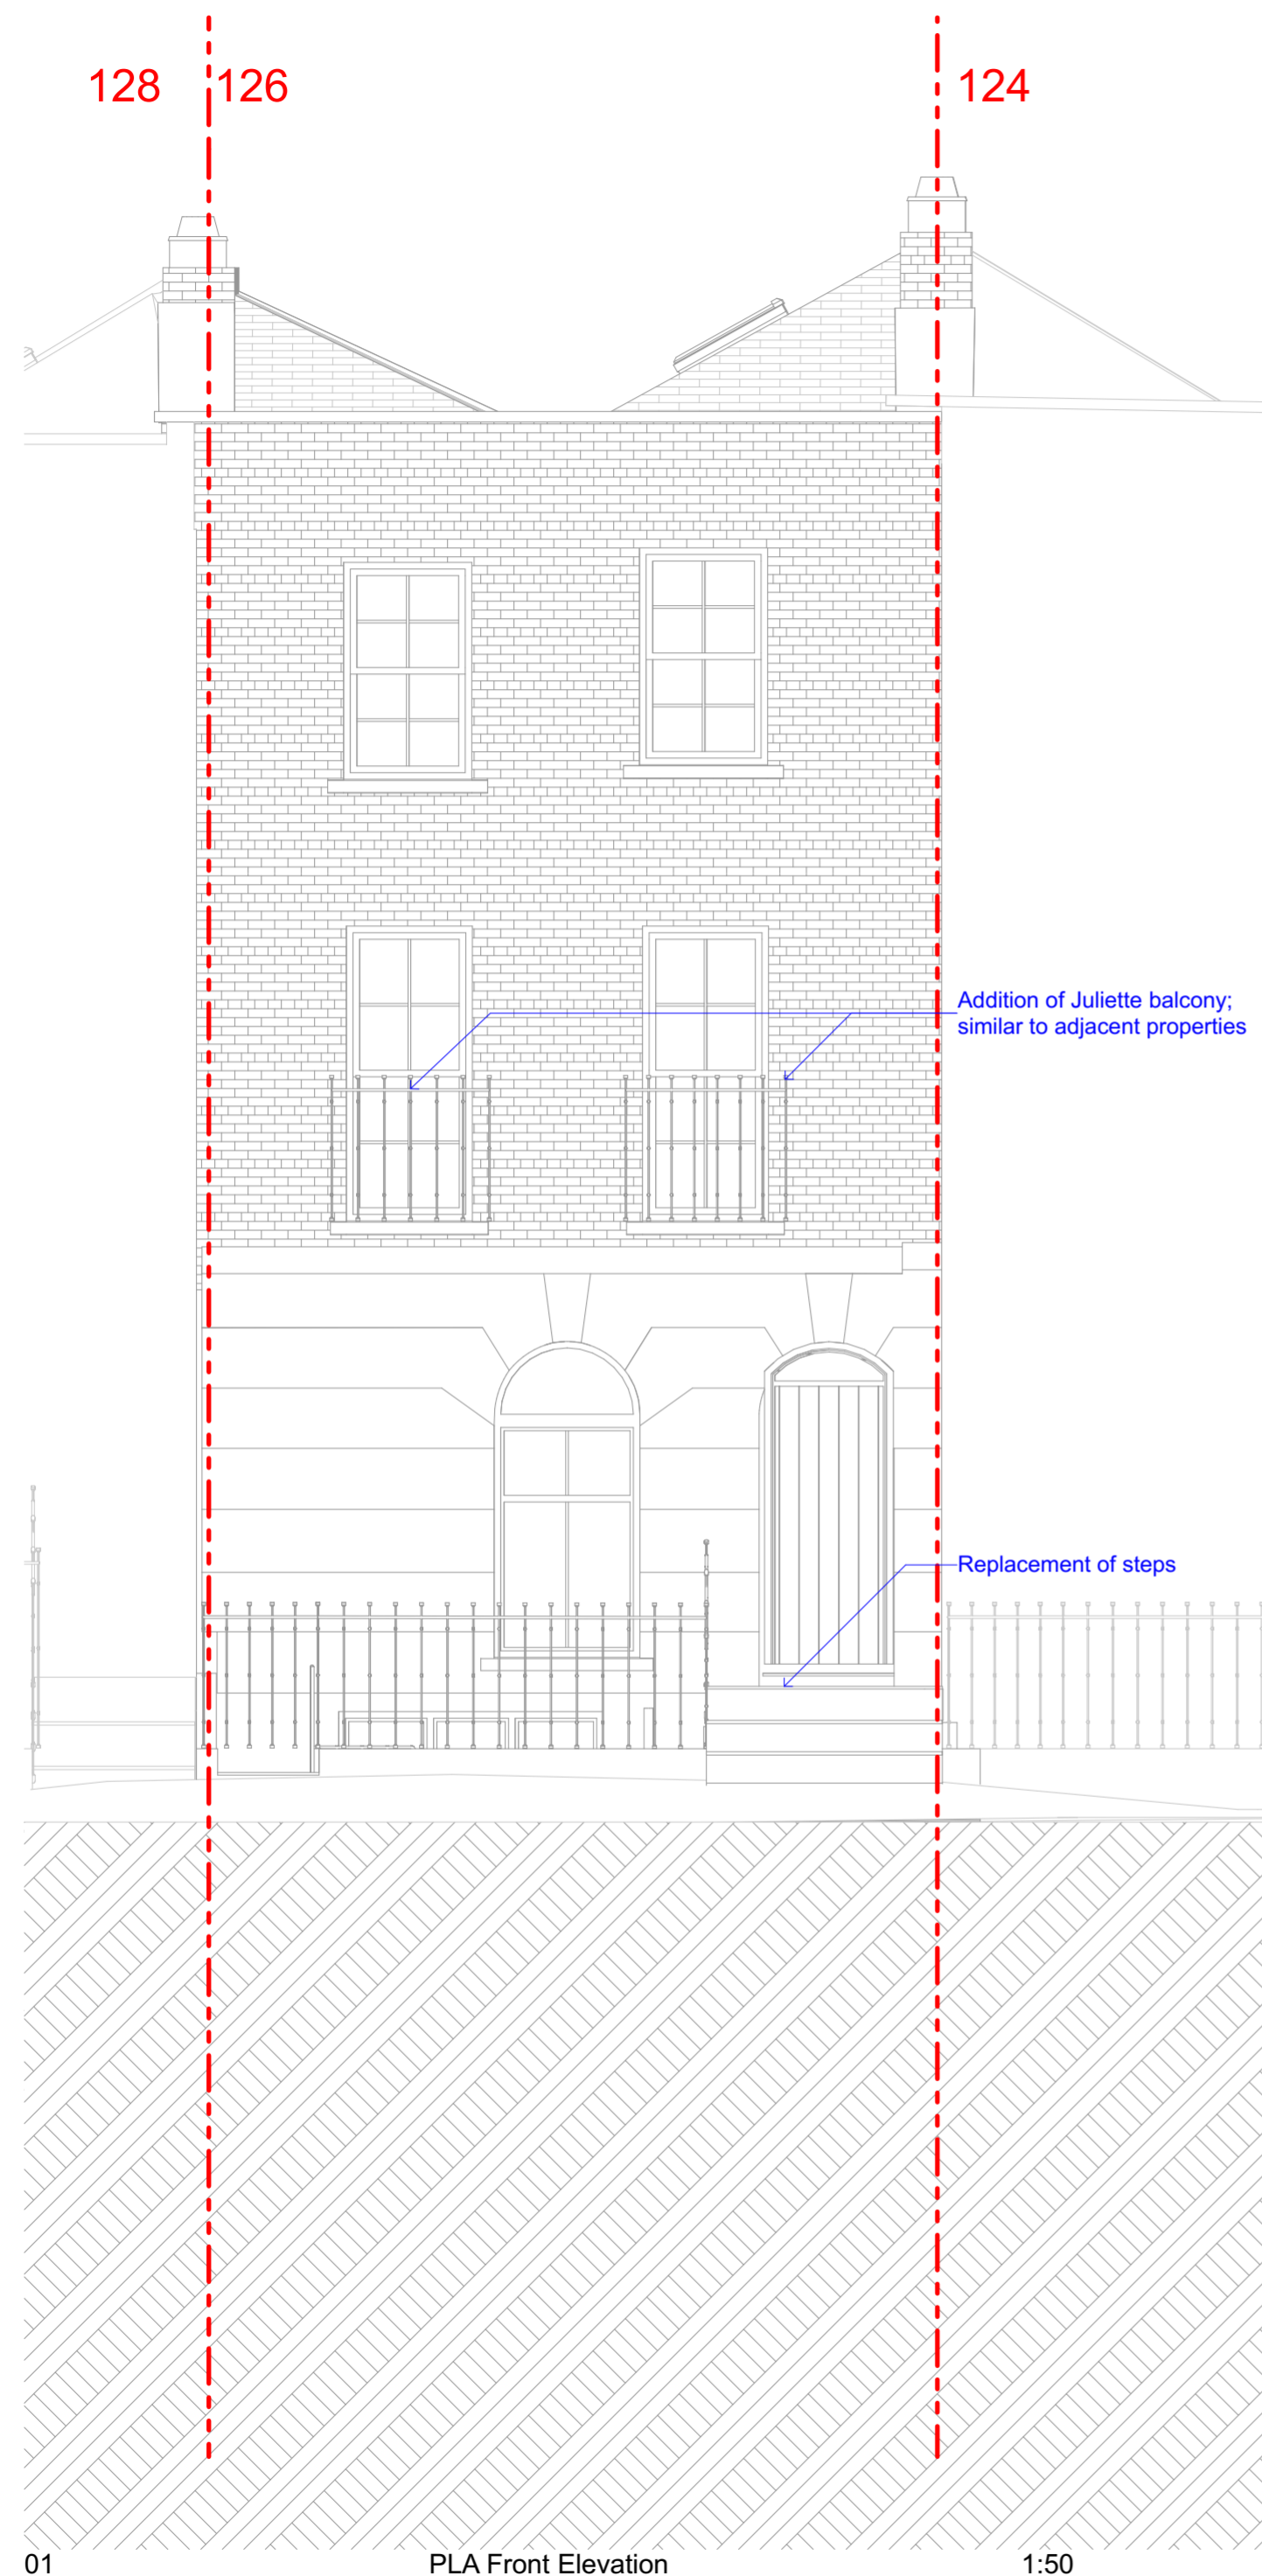 128 126 124
Addition of Juliette balcony;
similar to adjacent properties
Replacement of steps
01 PLA Front Elevation 1:50